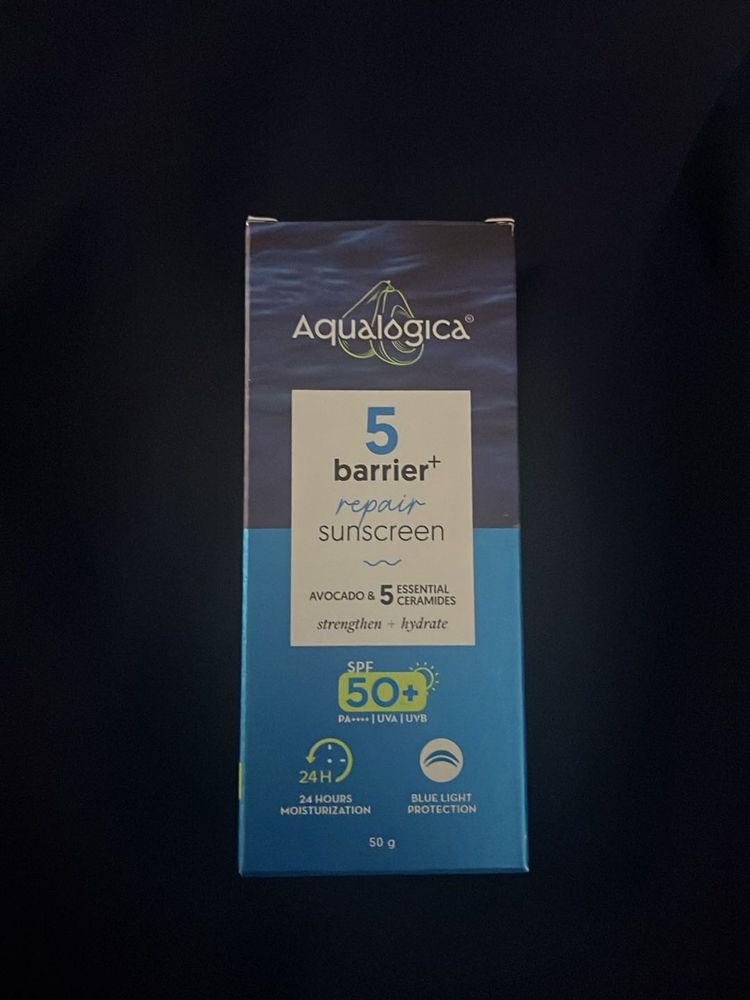 Aqualogica®
5
barrier+
repair
sunscreen
AVOCADO & 5 ESSENTIAL
CERAMIDES
strengthen + hydrate
SPF
50+
PA++++ | UVA | UVB
24H
24 HOURS
MOISTURIZATION
BLUE LIGHT
PROTECTION
50 g